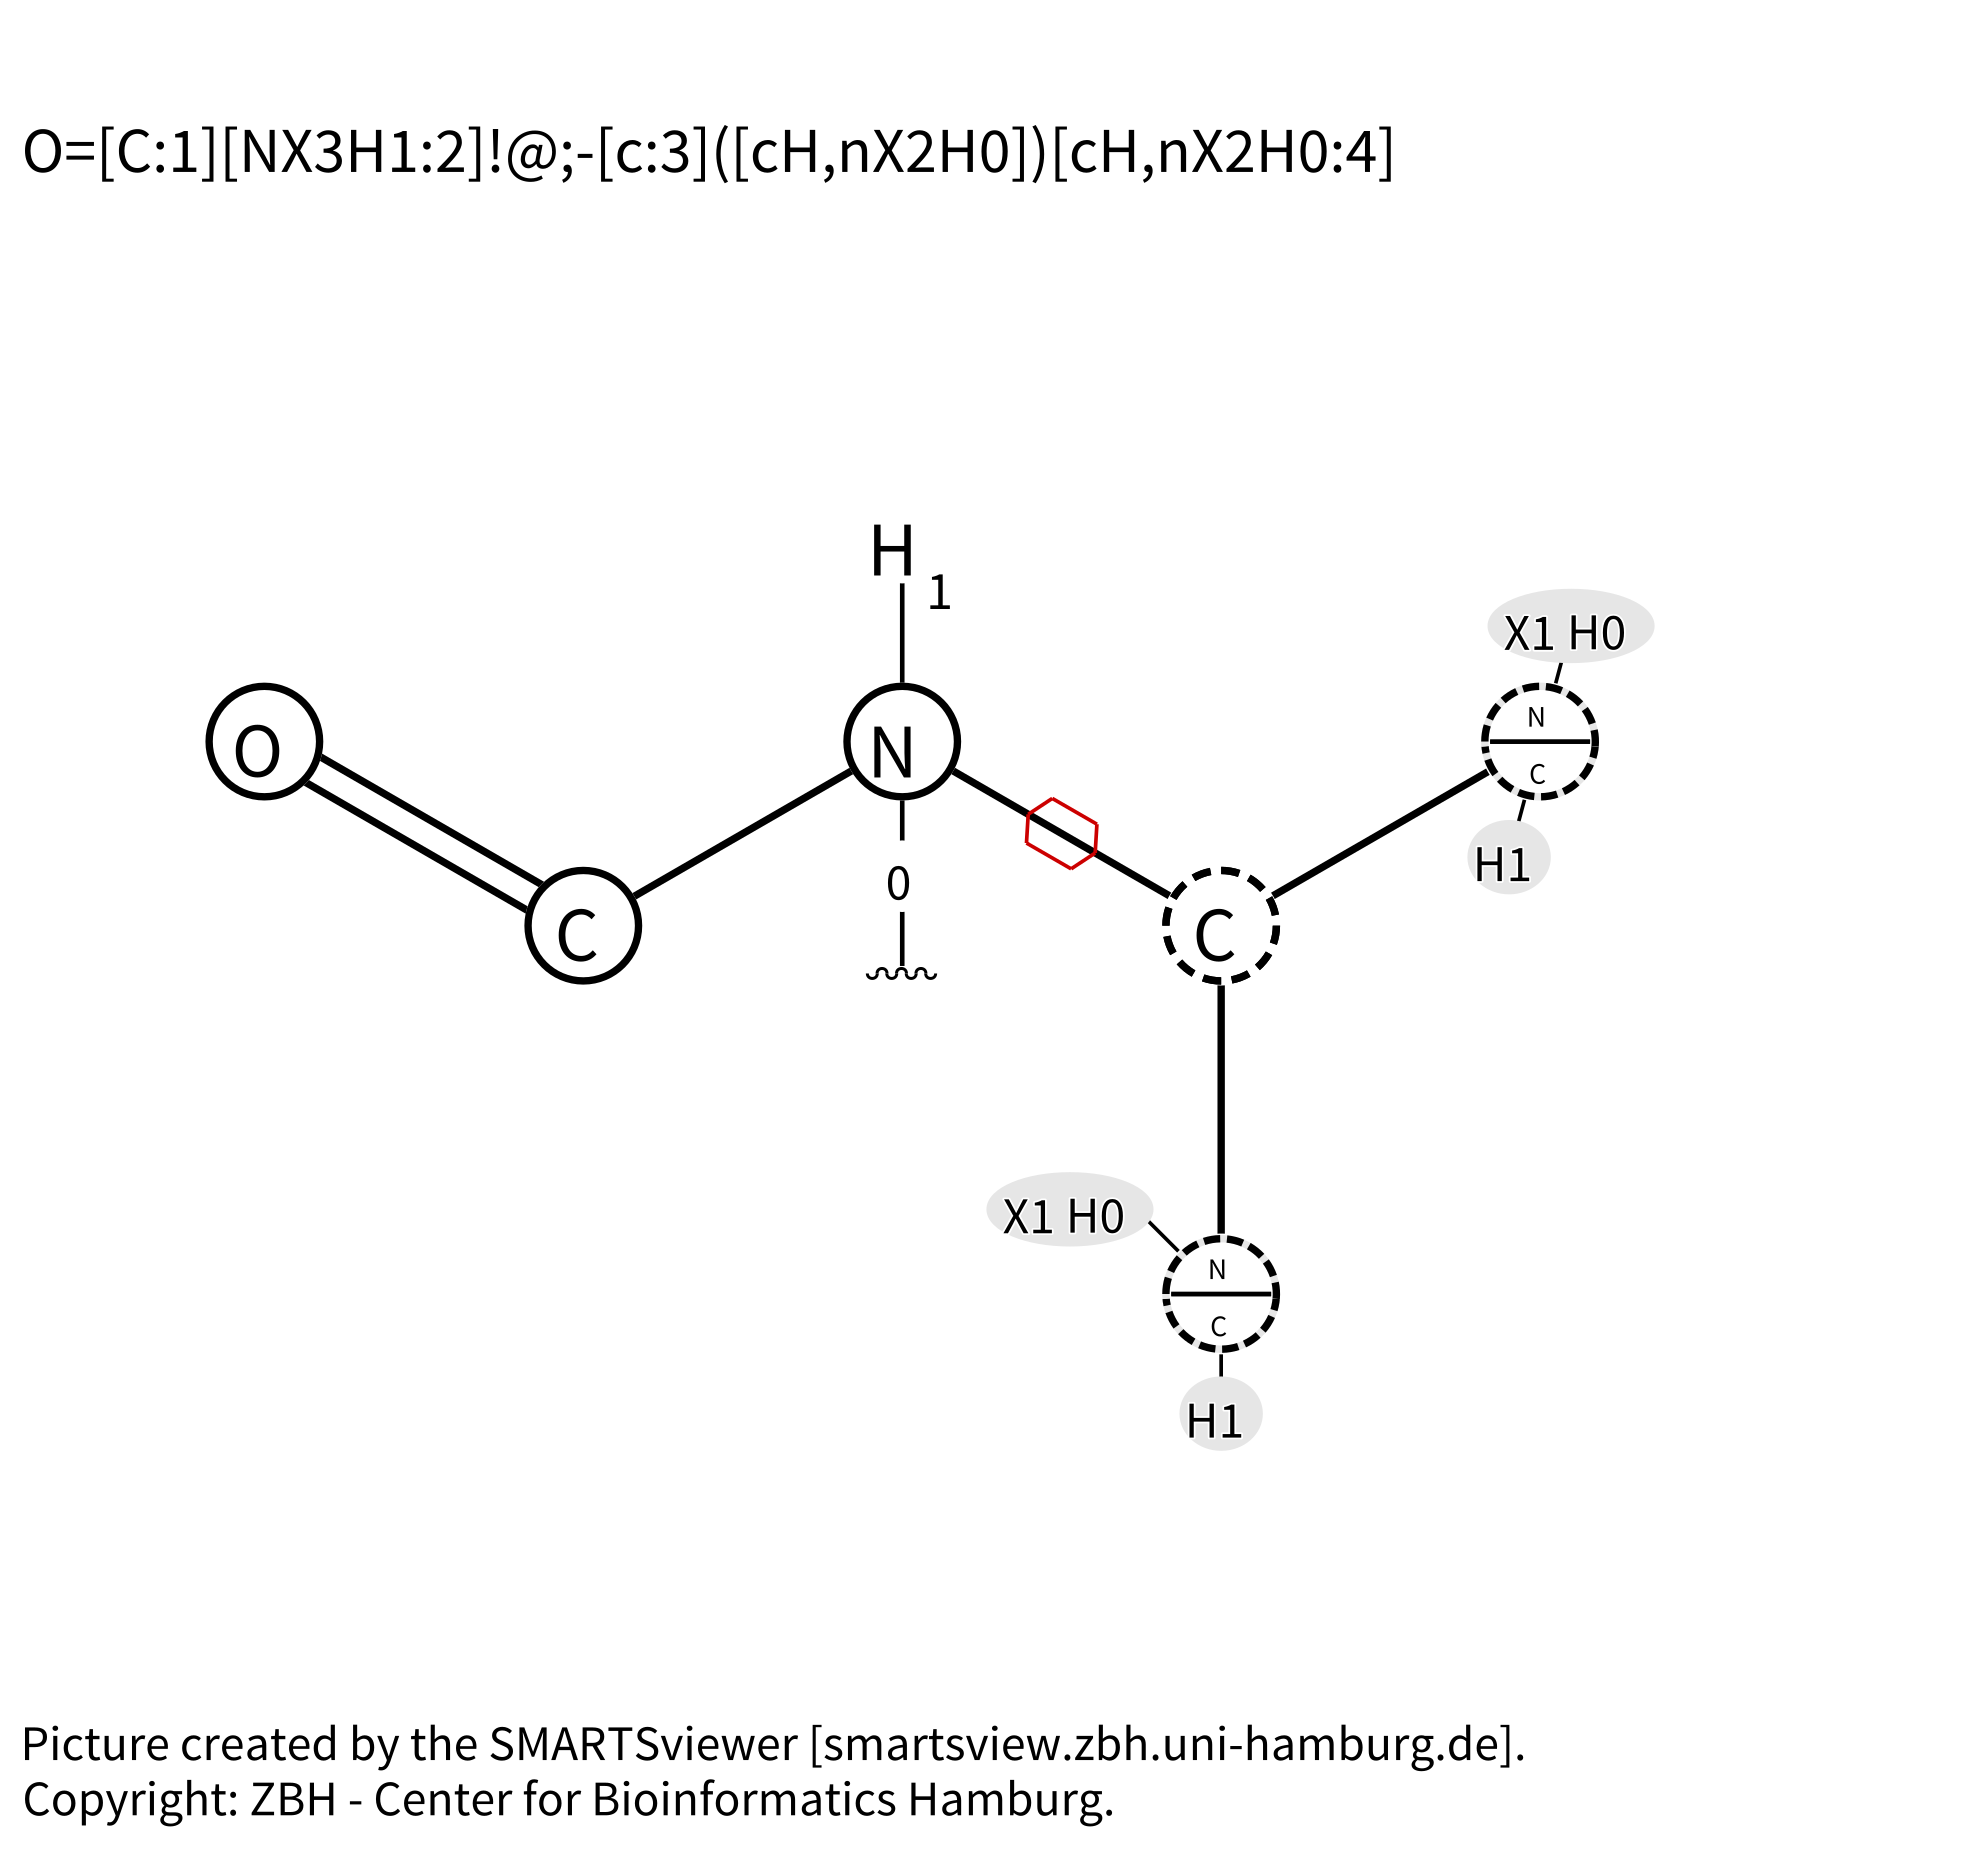 O=[C:1][NX3H1:2]!@;-[c:3]([cH,nX2H0])[cH,nX2H0:4]
H
1
X1 H0
O
N
N
C
H1
0
C
C
X1 H0
N
C
H1
Picture created by the SMARTSviewer [smartsview.zbh.uni-hamburg.de].
Copyright: ZBH - Center for Bioinformatics Hamburg.